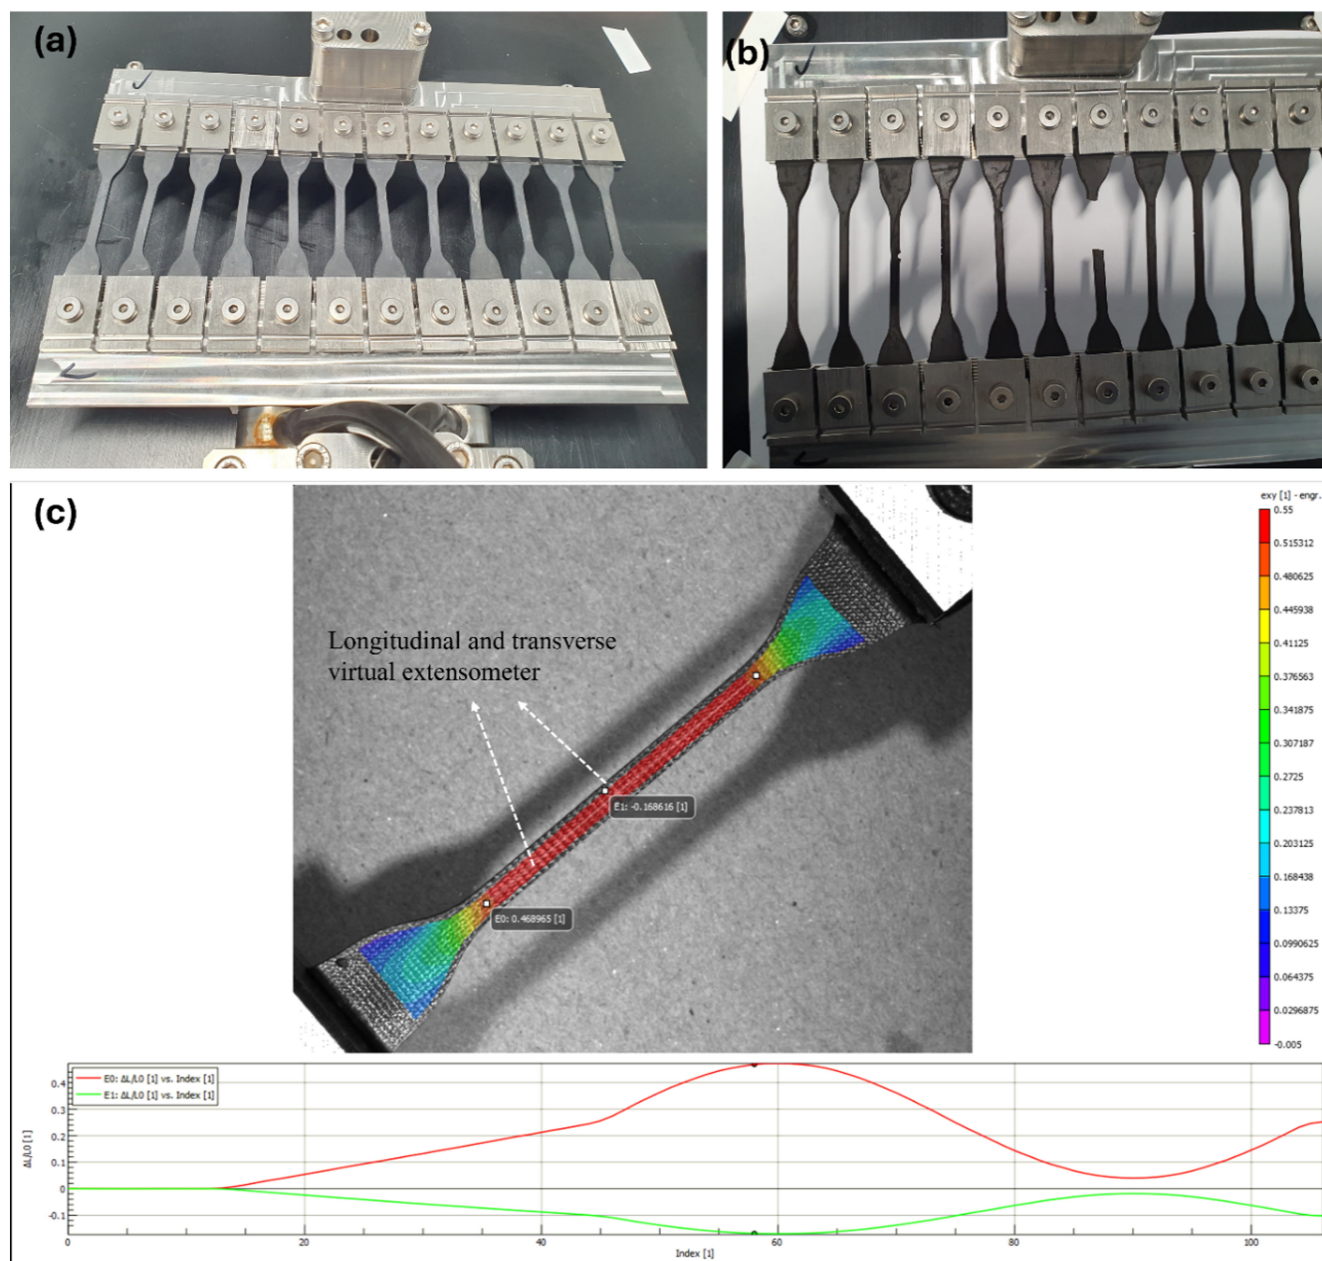 (a)
(b)
(c)
exy [1] - engr.
0.55
0.515312
0.480625
0.445938
0.41125
0.376563
0.341875
0.307187
0.2725
0.237813
0.203125
0.168438
0.13375
0.0990625
0.064375
0.0296875
-0.005
Longitudinal and transverse
virtual extensometer
E1: -0.168616 [1]
E0: 0.468965 [1]
E0: ΔL/L0 [1] vs. Index [1]
E1: ΔL/L0 [1] vs. Index [1]
ΔL/L0 [1]
0.4
0.3
0.2
0.1
0
-0.1
0
20
40
60
80
100
Index [1]